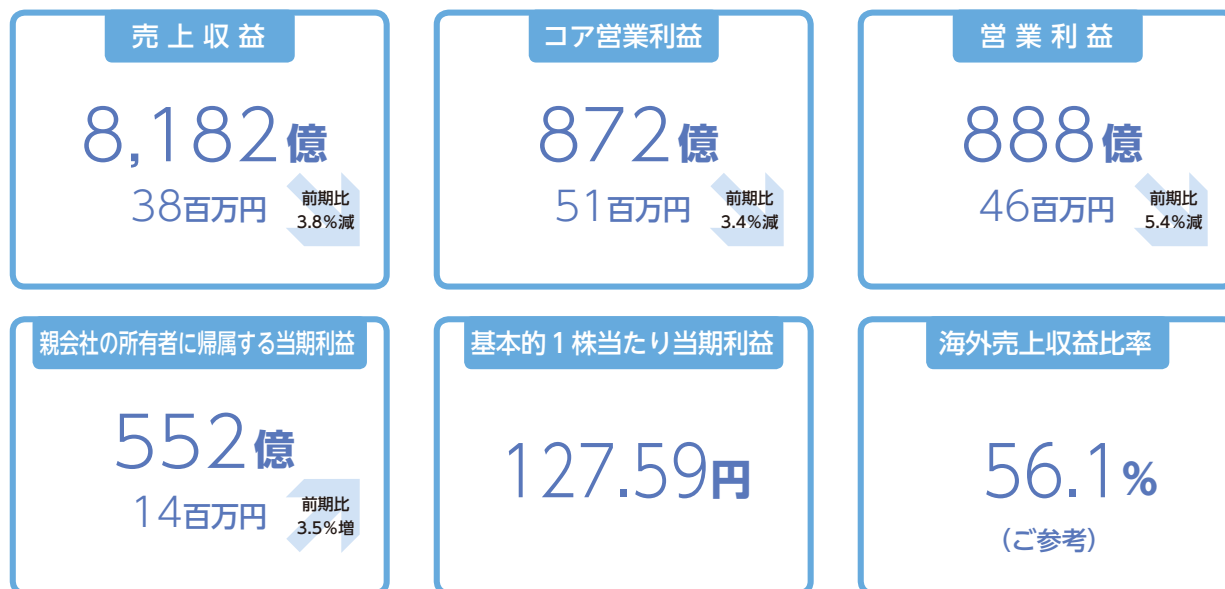 売上収益
8,182億
38百万円
前期比
3.8%減
コア営業利益
872億
51百万円
前期比
3.4%減
営業利益
888億
46百万円
前期比
5.4%減
親会社の所有者に帰属する当期利益
552億
14百万円
前期比
3.5%増
基本的1株当たり当期利益
127.59円
海外売上収益比率
56.1%
(ご参考)